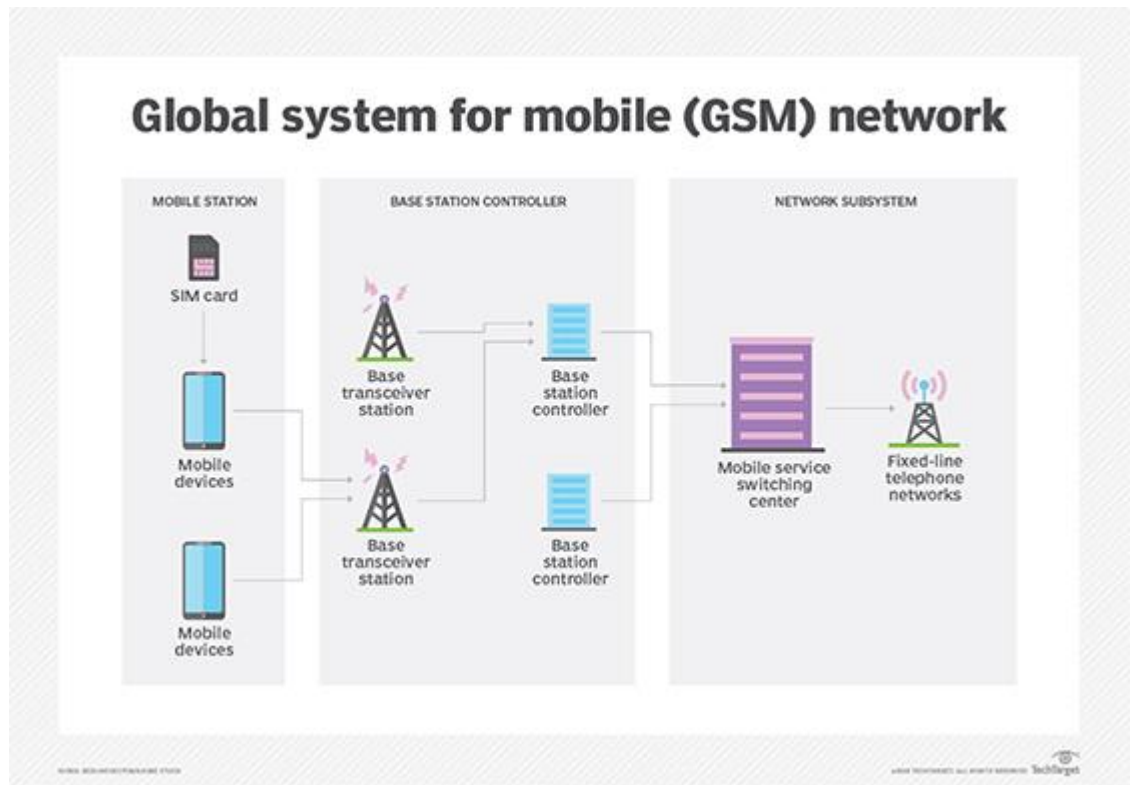 Global system for mobile (GSM) network
MOBILE STATION
SIM card
Mobile
devices
Mobile
devices
BASE STATION CONTROLLER
Base
transceiver
station
Base
transceiver
station
Base
station
controller
Base
station
controller
NETWORK SUBSYSTEM
Mobile service
switching
center
Fixed-line
telephone
networks
TechTarget